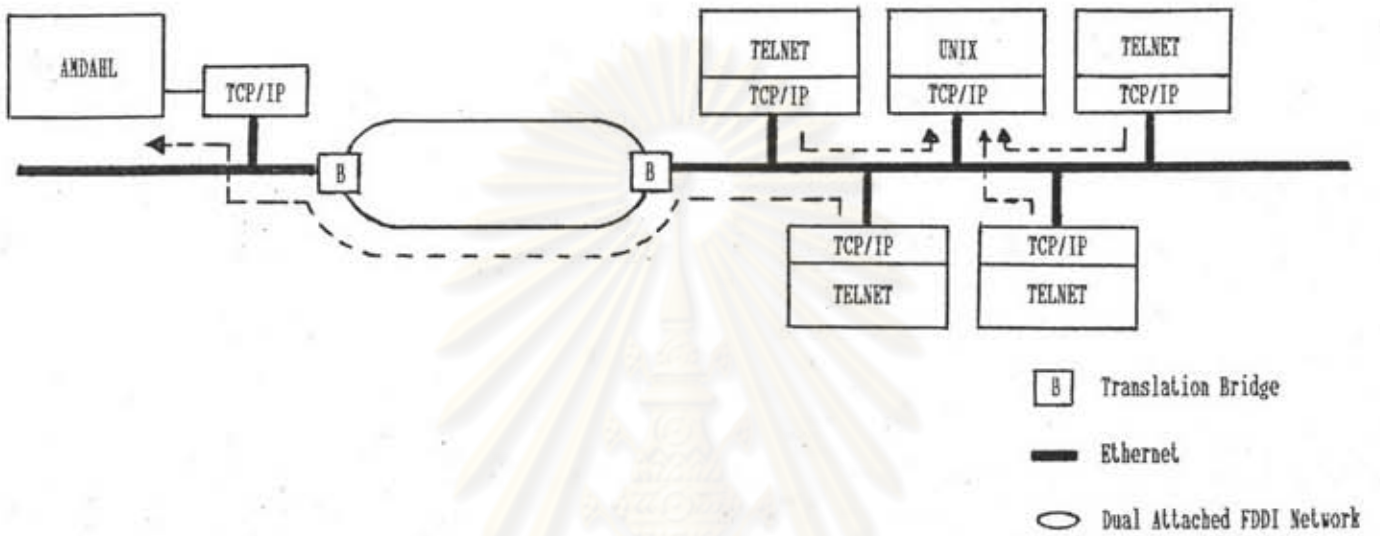 AMDAHL
TCP/IP
TELNET
TCP/IP
UNIX
TCP/IP
TELNET
TCP/IP
B
B
TCP/IP
TELNET
TCP/IP
TELNET
B Translation Bridge
Ethernet
Dual Attached FDDI Network